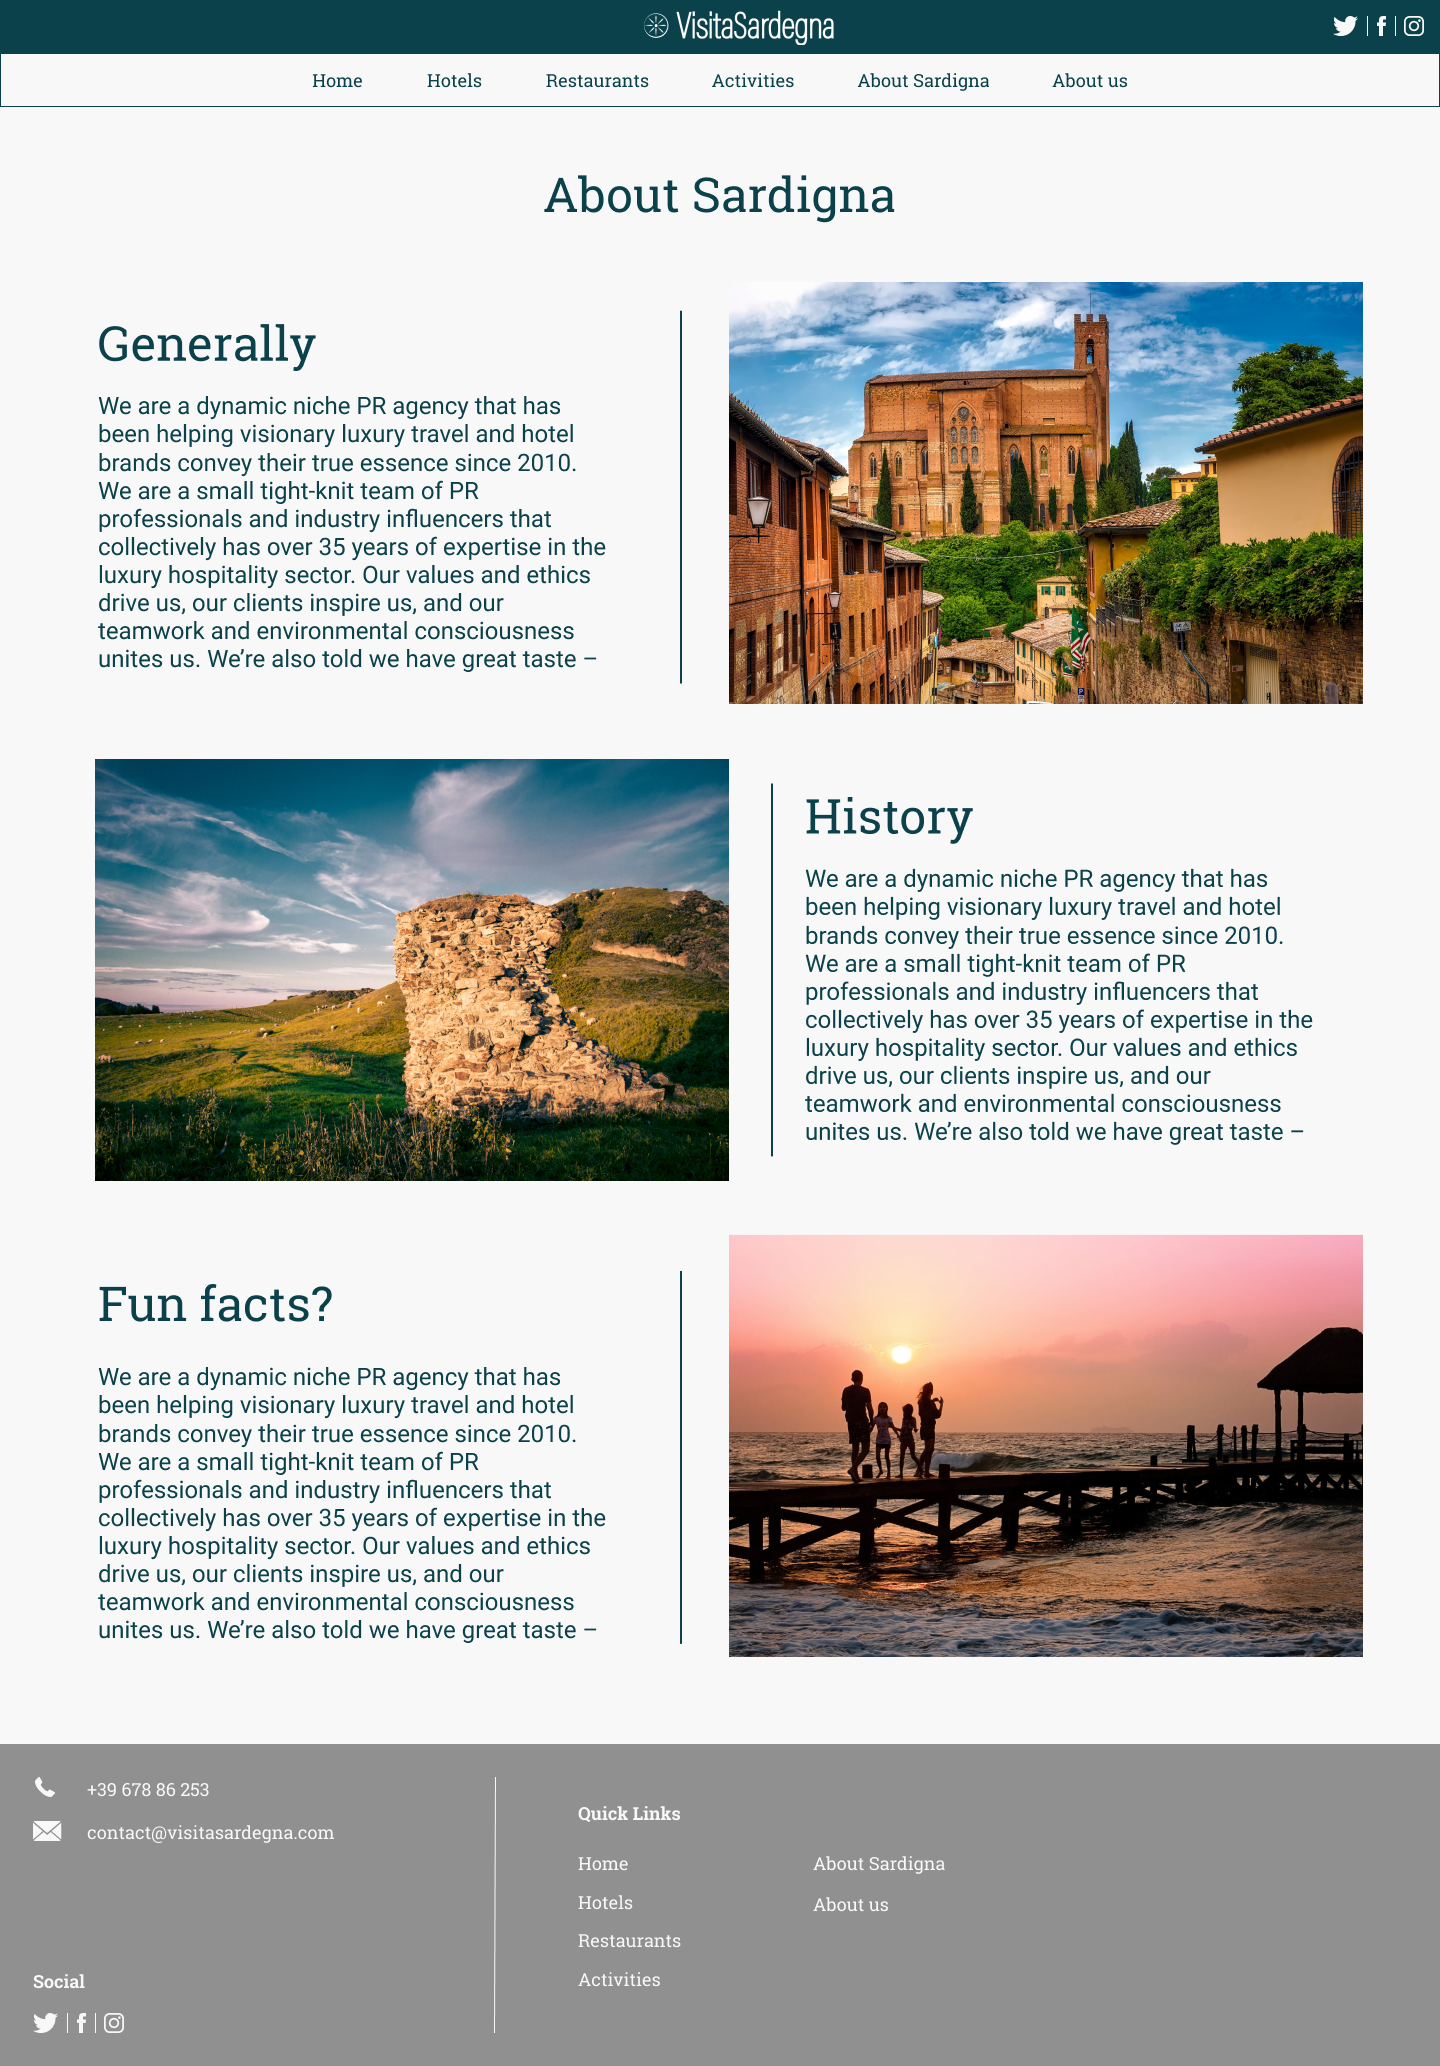 VisitaSardegna
Home Hotels Restaurants Activities About Sardigna About us
About Sardigna
Generally
We are a dynamic niche PR agency that has
been helping visionary luxury travel and hotel
brands convey their true essence since 2010.
We are a small tight-knit team of PR
professionals and industry influencers that
collectively has over 35 years of expertise in the
luxury hospitality sector. Our values and ethics
drive us, our clients inspire us, and our
teamwork and environmental consciousness
unites us. We’re also told we have great taste –
History
We are a dynamic niche PR agency that has
been helping visionary luxury travel and hotel
brands convey their true essence since 2010.
We are a small tight-knit team of PR
professionals and industry influencers that
collectively has over 35 years of expertise in the
luxury hospitality sector. Our values and ethics
drive us, our clients inspire us, and our
teamwork and environmental consciousness
unites us. We’re also told we have great taste –
Fun facts?
We are a dynamic niche PR agency that has
been helping visionary luxury travel and hotel
brands convey their true essence since 2010.
We are a small tight-knit team of PR
professionals and industry influencers that
collectively has over 35 years of expertise in the
luxury hospitality sector. Our values and ethics
drive us, our clients inspire us, and our
teamwork and environmental consciousness
unites us. We’re also told we have great taste –
+39 678 86 253
contact@visitasardegna.com
Social
Quick Links
Home
Hotels
Restaurants
Activities
About Sardigna
About us